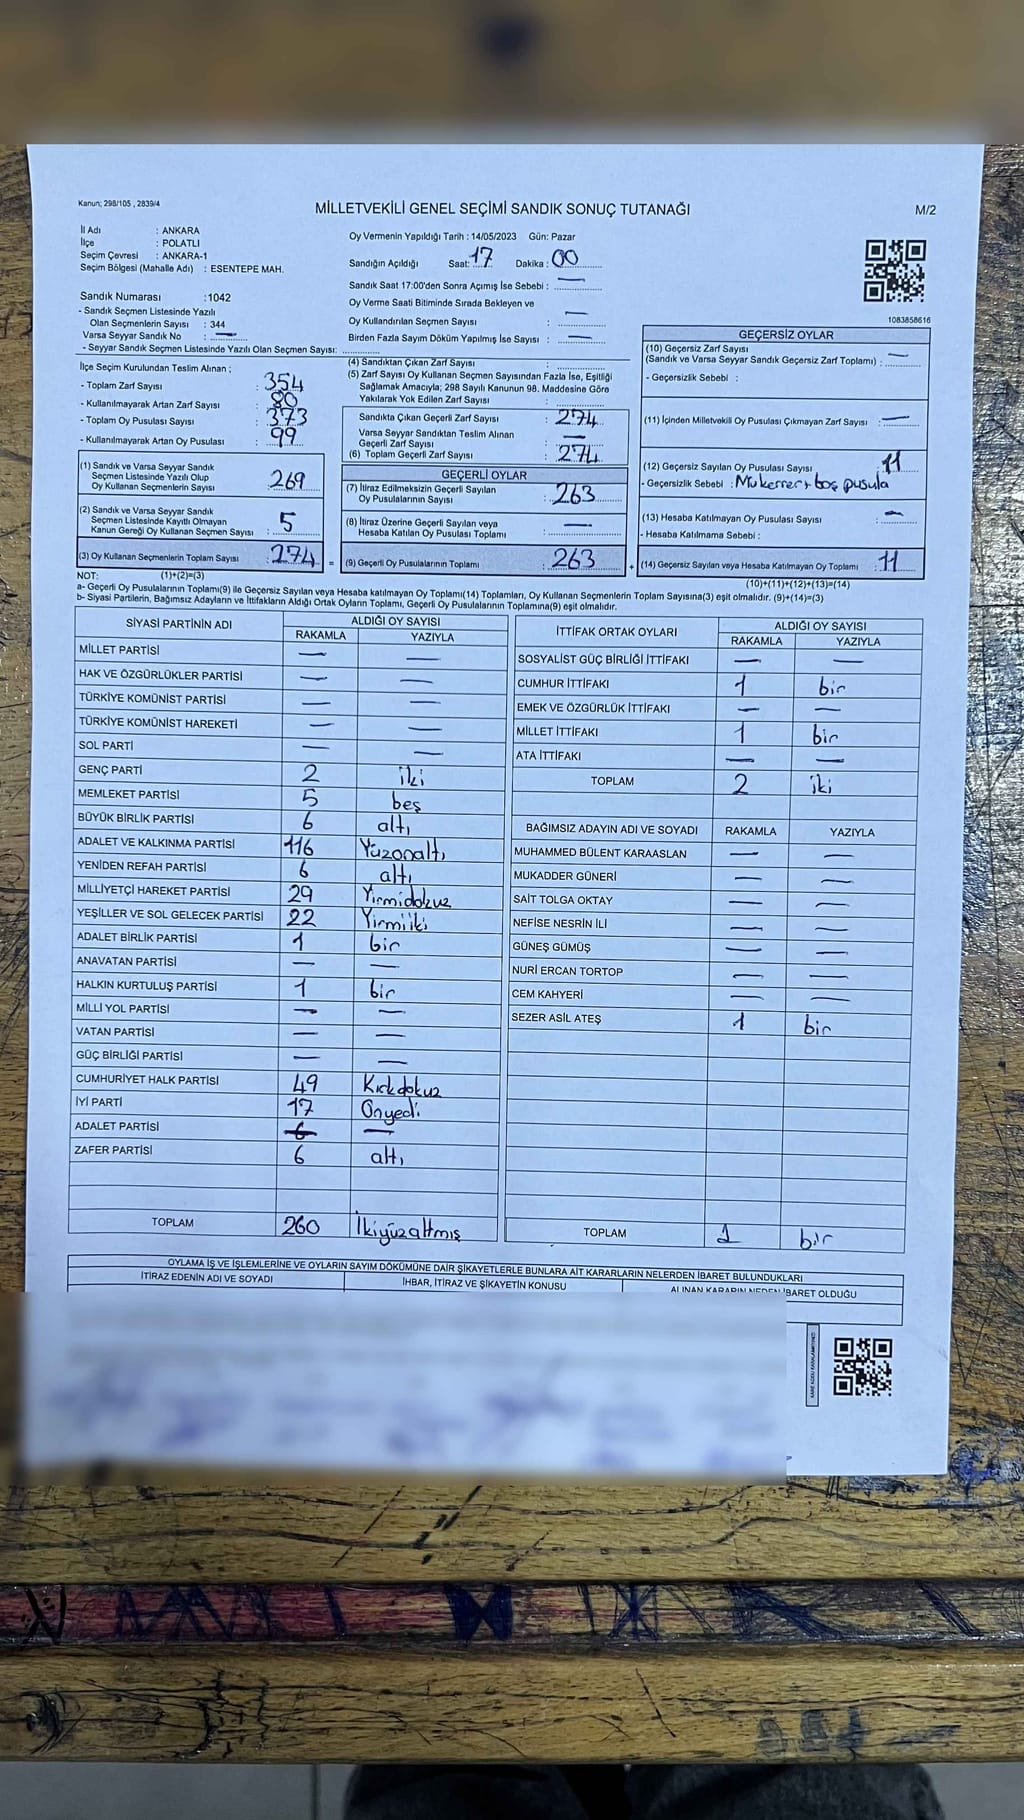 Kanun; 298/105 , 2839/4
MİLLETVEKİLİ GENEL SEÇİMİ SANDIK SONUÇ TUTANAĞI
M/2
İl Adı : ANKARA
İlçe : POLATLI
Seçim Çevresi : ANKARA-1
Seçim Bölgesi (Mahalle Adı) : ESENTEPE MAH.
Sandık Numarası :1042
- Sandık Seçmen Listesinde Yazılı
Olan Seçmenlerin Sayısı : 344
Varsa Seyyar Sandık No : —
- Seyyar Sandık Seçmen Listesinde Yazılı Olan Seçmen Sayısı:
Oy Vermenin Yapıldığı Tarih : 14/05/2023 Gün: Pazar
Sandığın Açıldığı Saat: 17 Dakika : 00
Sandık Saat 17:00'den Sonra Açımış İse Sebebi : —
Oy Verme Saati Bitiminde Sırada Bekleyen ve
Oy Kullandırılan Seçmen Sayısı : —
Birden Fazla Sayım Döküm Yapılmış İse Sayısı : —
1083858616
İlçe Seçim Kurulundan Teslim Alınan ;
- Toplam Zarf Sayısı : 354
- Kullanılmayarak Artan Zarf Sayısı : 80
- Toplam Oy Pusulası Sayısı : 373
- Kullanılmayarak Artan Oy Pusulası : 99
(4) Sandıktan Çıkan Zarf Sayısı :
(5) Zarf Sayısı Oy Kullanan Seçmen Sayısından Fazla İse, Eşitliği
Sağlamak Amacıyla; 298 Sayılı Kanunun 98. Maddesine Göre
Yakılarak Yok Edilen Zarf Sayısı :
Sandıkta Çıkan Geçerli Zarf Sayısı : 274
Varsa Seyyar Sandıktan Teslim Alınan
Geçerli Zarf Sayısı : —
(6) Toplam Geçerli Zarf Sayısı : 274
GEÇERSİZ OYLAR
(10) Geçersiz Zarf Sayısı
(Sandık ve Varsa Seyyar Sandık Geçersiz Zarf Toplamı) : —
- Geçersizlik Sebebi :
(11) İçinden Milletvekili Oy Pusulası Çıkmayan Zarf Sayısı : —
(12) Geçersiz Sayılan Oy Pusulası Sayısı : 11
- Geçersizlik Sebebi : Mükerrer + boş pusula
(13) Hesaba Katılmayan Oy Pusulası Sayısı : —
- Hesaba Katılmama Sebebi :
(14) Geçersiz Sayılan veya Hesaba Katılmayan Oy Toplamı : 11
(10)+(11)+(12)+(13)=(14)
(1) Sandık ve Varsa Seyyar Sandık
Seçmen Listesinde Yazılı Olup
Oy Kullanan Seçmenlerin Sayısı : 269
(2) Sandık ve Varsa Seyyar Sandık
Seçmen Listesinde Kayıtlı Olmayan
Kanun Gereği Oy Kullanan Seçmen Sayısı : 5
(3) Oy Kullanan Seçmenlerin Toplam Sayısı : 274 =
GEÇERLİ OYLAR
(7) İtiraz Edilmeksizin Geçerli Sayılan
Oy Pusulalarının Sayısı : 263
(8) İtiraz Üzerine Geçerli Sayılan veya
Hesaba Katılan Oy Pusulası Toplamı : —
(9) Geçerli Oy Pusulalarının Toplamı : 263 +
NOT: (1)+(2)=(3)
a- Geçerli Oy Pusulalarının Toplamı(9) ile Geçersiz Sayılan veya Hesaba katılmayan Oy Toplamı(14) Toplamları, Oy Kullanan Seçmenlerin Toplam Sayısına(3) eşit olmalıdır. (9)+(14)=(3)
b- Siyasi Partilerin, Bağımsız Adayların ve İttifakların Aldığı Ortak Oyların Toplamı, Geçerli Oy Pusulalarının Toplamına(9) eşit olmalıdır.
SİYASİ PARTİNİN ADI ALDIĞI OY SAYISI
RAKAMLA YAZIYLA
MİLLET PARTİSİ — —
HAK VE ÖZGÜRLÜKLER PARTİSİ — —
TÜRKİYE KOMÜNİST PARTİSİ — —
TÜRKİYE KOMÜNİST HAREKETİ — —
SOL PARTİ — —
GENÇ PARTİ 2 iki
MEMLEKET PARTİSİ 5 beş
BÜYÜK BİRLİK PARTİSİ 6 altı
ADALET VE KALKINMA PARTİSİ 116 Yüzonaltı
YENİDEN REFAH PARTİSİ 6 altı
MİLLİYETÇİ HAREKET PARTİSİ 29 Yirmidokuz
YEŞİLLER VE SOL GELECEK PARTİSİ 22 Yirmiiki
ADALET BİRLİK PARTİSİ 1 bir
ANAVATAN PARTİSİ — —
HALKIN KURTULUŞ PARTİSİ 1 bir
MİLLİ YOL PARTİSİ — —
VATAN PARTİSİ — —
GÜÇ BİRLİĞİ PARTİSİ — —
CUMHURİYET HALK PARTİSİ 49 Kırkdokuz
İYİ PARTİ 17 Onyedi
ADALET PARTİSİ 6 —
ZAFER PARTİSİ 6 altı
TOPLAM 260 İkiyüzaltmış
İTTİFAK ORTAK OYLARI ALDIĞI OY SAYISI
RAKAMLA YAZIYLA
SOSYALİST GÜÇ BİRLİĞİ İTTİFAKI — —
CUMHUR İTTİFAKI 1 bir
EMEK VE ÖZGÜRLÜK İTTİFAKI — —
MİLLET İTTİFAKI 1 bir
ATA İTTİFAKI — —
TOPLAM 2 iki
BAĞIMSIZ ADAYIN ADI VE SOYADI RAKAMLA YAZIYLA
MUHAMMED BÜLENT KARAASLAN — —
MUKADDER GÜNERİ — —
SAİT TOLGA OKTAY — —
NEFİSE NESRİN İLİ — —
GÜNEŞ GÜMÜŞ — —
NURİ ERCAN TORTOP — —
CEM KAHYERİ — —
SEZER ASİL ATEŞ 1 bir
TOPLAM 1 bir
OYLAMA İŞ VE İŞLEMLERİNE VE OYLARIN SAYIM DÖKÜMÜNE DAİR ŞİKAYETLERLE BUNLARA AİT KARARLARIN NELERDEN İBARET BULUNDUKLARI
İTİRAZ EDENİN ADI VE SOYADI İHBAR, İTİRAZ VE ŞİKAYETİN KONUSU ALINAN KARARIN NEDEN İBARET OLDUĞU